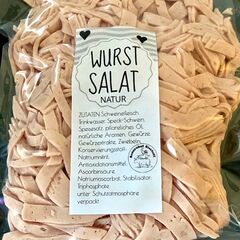 WURST
SALAT
NATUR
ZUTATEN: Schweinefleisch,
Trinkwasser, Speck-Schwein,
Speisesalz, pflanzliches Öl,
natürliche Aromen, Gewürze,
Gewürzextrakte, Zwiebeln,
Konservierungsstoff:
Natriumnitrit,
Antioxidationsmittel:
Ascorbinsäure,
Natriumascorbat, Stabilisator:
Triphosphate
unter Schutzatmosphäre
verpackt